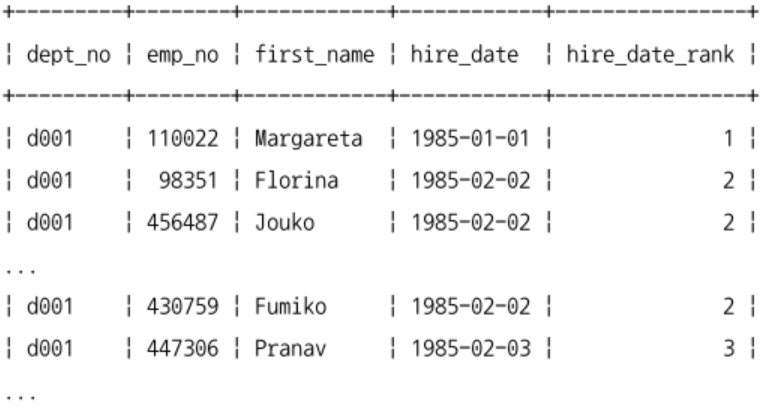 +---------+--------+------------+------------+----------------+
| dept_no | emp_no | first_name | hire_date  | hire_date_rank |
+---------+--------+------------+------------+----------------+
| d001    | 110022 | Margareta  | 1985-01-01 |              1 |
| d001    |  98351 | Florina    | 1985-02-02 |              2 |
| d001    | 456487 | Jouko      | 1985-02-02 |              2 |
...
| d001    | 430759 | Fumiko     | 1985-02-02 |              2 |
| d001    | 447306 | Pranav     | 1985-02-03 |              3 |
...